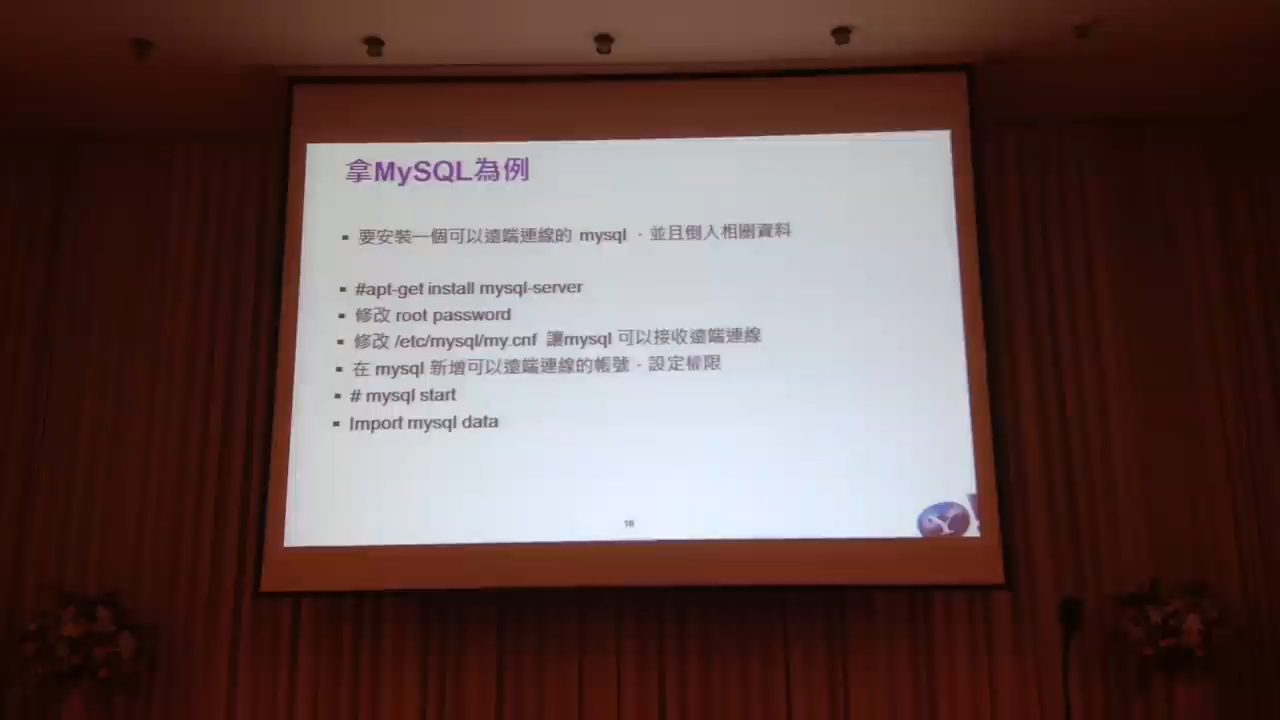 拿MySQL為例
▪ 要安裝一個可以遠端連線的 mysql ，並且倒入相關資料
▪ #apt-get install mysql-server
▪ 修改 root password
▪ 修改 /etc/mysql/my.cnf 讓mysql 可以接收遠端連線
▪ 在 mysql 新增可以遠端連線的帳號，設定權限
▪ # mysql start
▪ Import mysql data
Y!